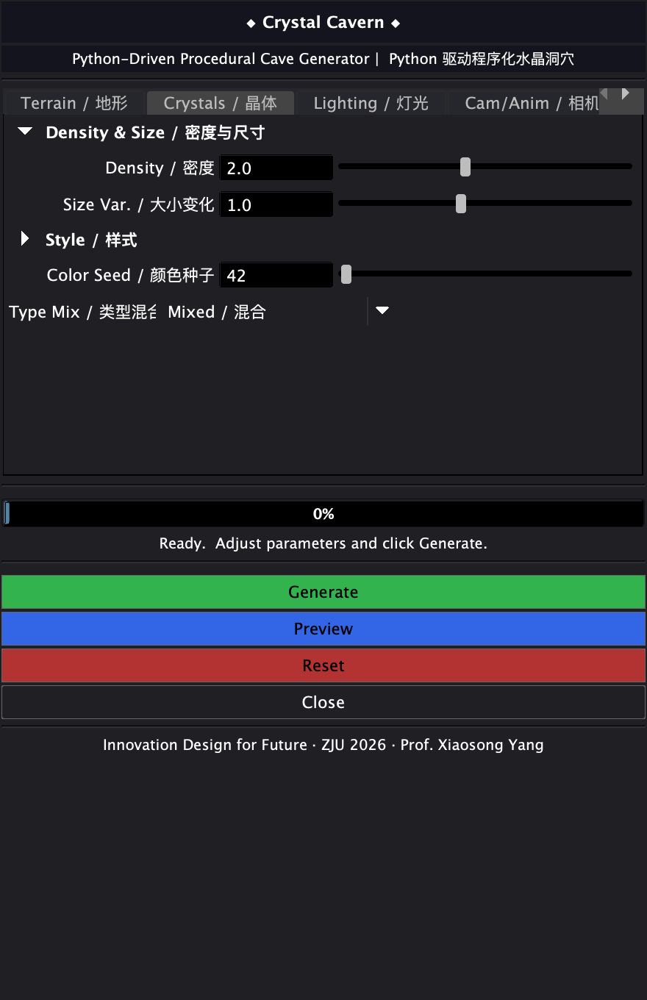 ⬥ Crystal Cavern ⬥
Python-Driven Procedural Cave Generator | Python 驱动程序化水晶洞穴
Terrain / 地形 Crystals / 晶体 Lighting / 灯光 Cam/Anim / 相机
Density & Size / 密度与尺寸
Density / 密度 2.0
Size Var. / 大小变化 1.0
Style / 样式
Color Seed / 颜色种子 42
Type Mix / 类型混合 Mixed / 混合
0%
Ready. Adjust parameters and click Generate.
Generate
Preview
Reset
Close
Innovation Design for Future · ZJU 2026 · Prof. Xiaosong Yang